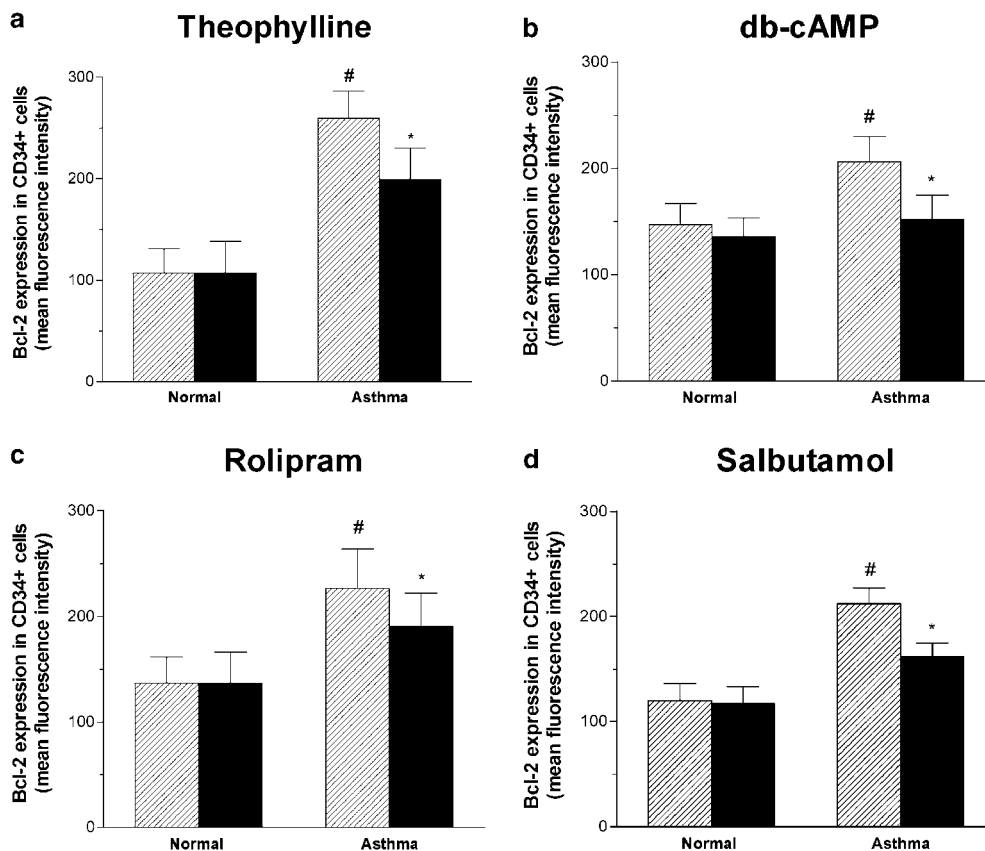 a
Theophylline
Bcl-2 expression in CD34+ cells
(mean fluorescence intensity)
300
200
100
0
#
*
Normal
Asthma
b
db-cAMP
Bcl-2 expression in CD34+ cells
(mean fluorescence intensity)
300
200
100
0
#
*
Normal
Asthma
c
Rolipram
Bcl-2 expression in CD34+ cells
(mean fluorescence intensity)
300
200
100
0
#
*
Normal
Asthma
d
Salbutamol
Bcl-2 expression in CD34+ cells
(mean fluorescence intensity)
300
200
100
0
#
*
Normal
Asthma